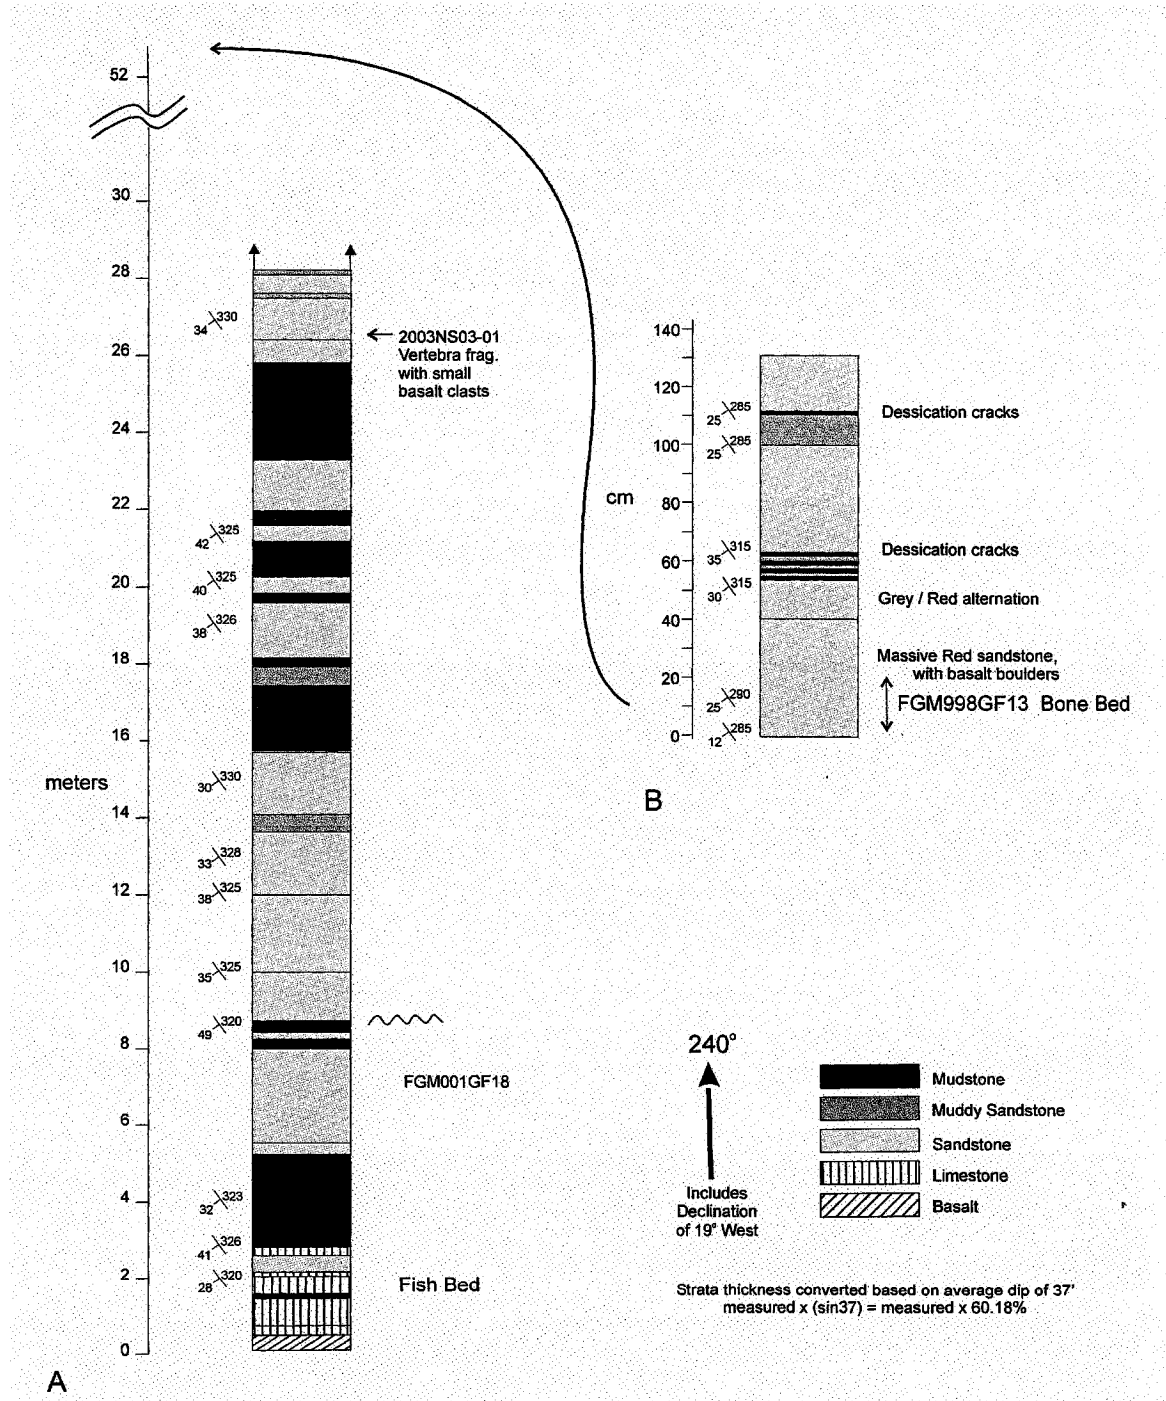 52
30
28
26
24
22
20
18
16
meters
14
12
10
8
6
4
2
0
34 330
42 325
40 325
38 326
30 330
33 328
38 325
35 325
49 320
32 323
41 326
28 320
2003NS03-01
Vertebra frag.
with small
basalt clasts
FGM001GF18
Fish Bed
A
cm
140
120
100
80
60
40
20
0
25 285
25 285
35 315
30 315
25 290
12 285
Dessication cracks
Dessication cracks
Grey / Red alternation
Massive Red sandstone,
with basalt boulders
FGM998GF13 Bone Bed
B
240°
Includes
Declination
of 19° West
Mudstone
Muddy Sandstone
Sandstone
Limestone
Basalt
Strata thickness converted based on average dip of 37'
measured x (sin37) = measured x 60.18%